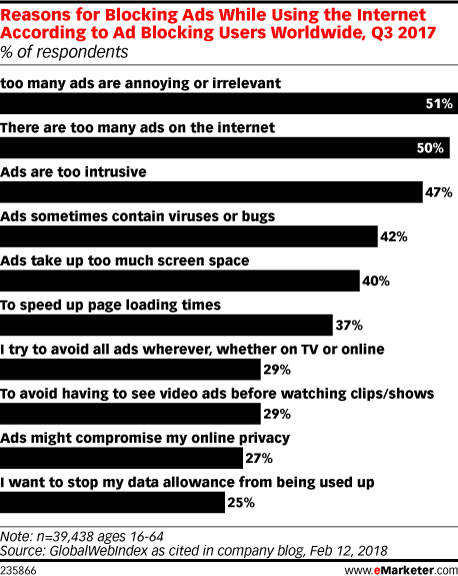 Reasons for Blocking Ads While Using the Internet
According to Ad Blocking Users Worldwide, Q3 2017
% of respondents
too many ads are annoying or irrelevant
51%
There are too many ads on the internet
50%
Ads are too intrusive
47%
Ads sometimes contain viruses or bugs
42%
Ads take up too much screen space
40%
To speed up page loading times
37%
I try to avoid all ads wherever, whether on TV or online
29%
To avoid having to see video ads before watching clips/shows
29%
Ads might compromise my online privacy
27%
I want to stop my data allowance from being used up
25%
Note: n=39,438 ages 16-64
Source: GlobalWebIndex as cited in company blog, Feb 12, 2018
235866 www.eMarketer.com